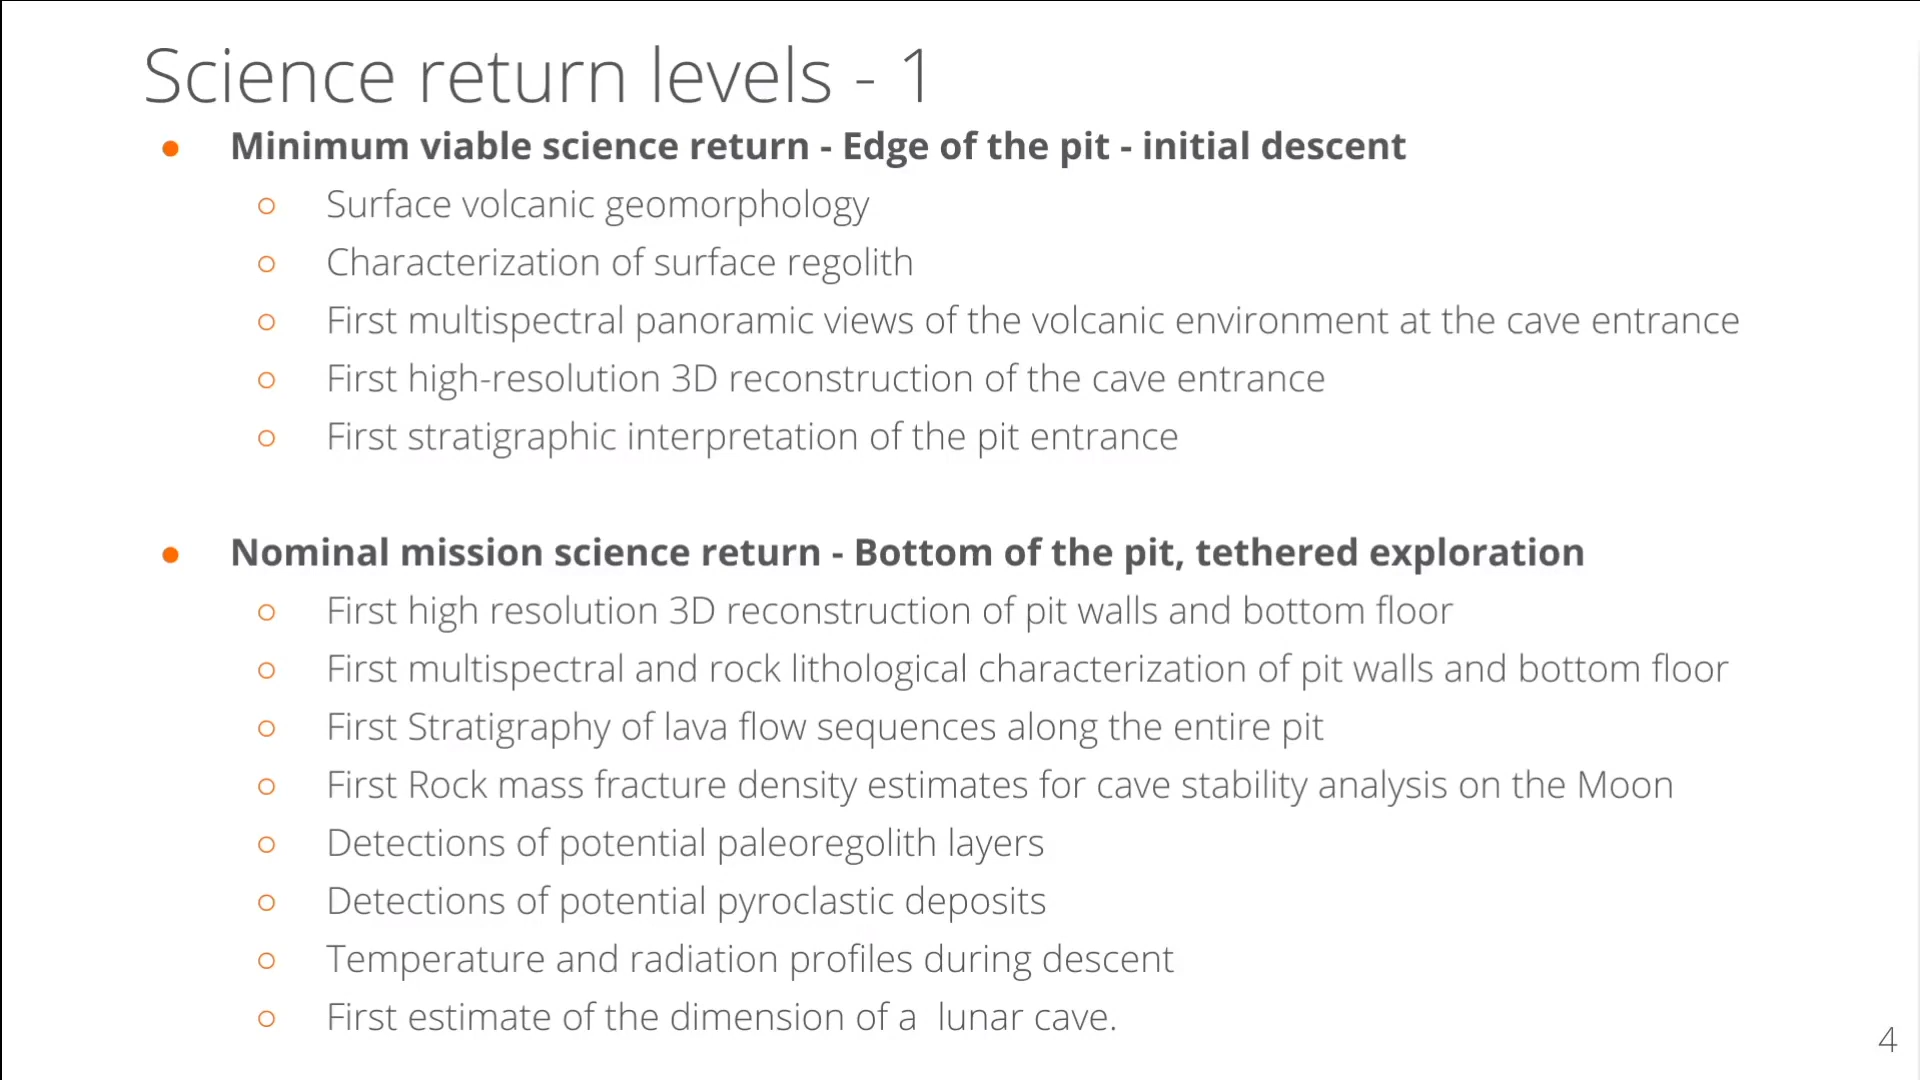 Science return levels - 1
Minimum viable science return - Edge of the pit - initial descent
Surface volcanic geomorphology
Characterization of surface regolith
First multispectral panoramic views of the volcanic environment at the cave entrance
First high-resolution 3D reconstruction of the cave entrance
First stratigraphic interpretation of the pit entrance
Nominal mission science return - Bottom of the pit, tethered exploration
First high resolution 3D reconstruction of pit walls and bottom floor
First multispectral and rock lithological characterization of pit walls and bottom floor
First Stratigraphy of lava flow sequences along the entire pit
First Rock mass fracture density estimates for cave stability analysis on the Moon
Detections of potential paleoregolith layers
Detections of potential pyroclastic deposits
Temperature and radiation profiles during descent
First estimate of the dimension of a  lunar cave.
4